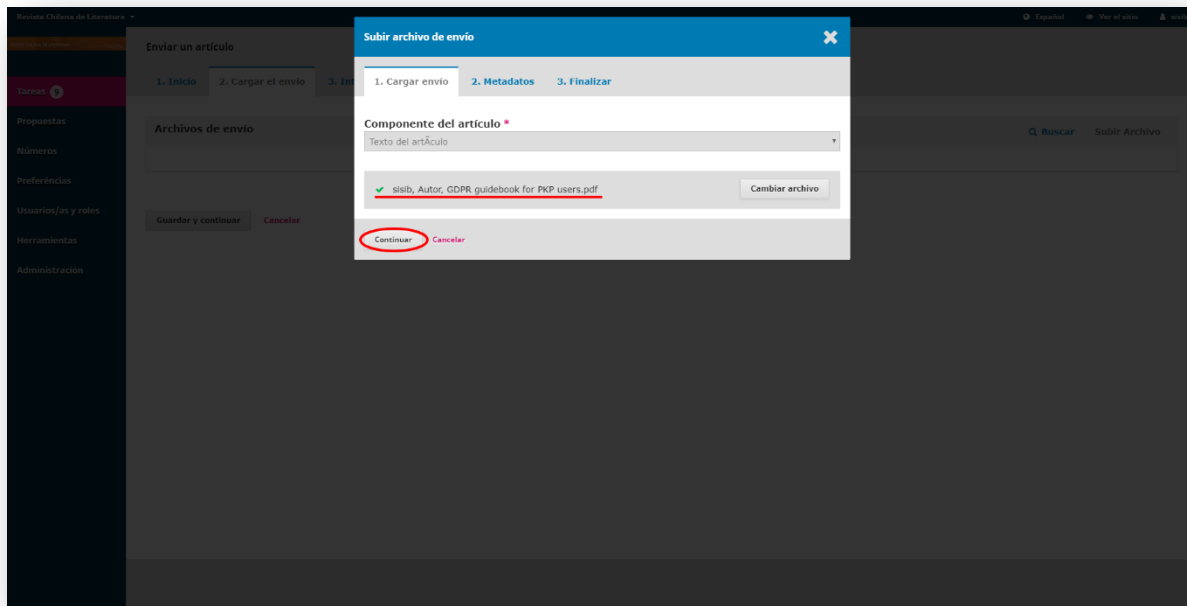 Revista Chilena de Literatura
Español Ver el sitio
Enviar un artículo
Subir archivo de envío
1. Inicio 2. Cargar el envío 3. Int
1. Cargar envío 2. Metadatos 3. Finalizar
Tareas 0
Propuestas
Números
Preferéncias
Usuarios/as y roles
Herramientas
Administración
Archivos de envío
Buscar Subir Archivo
Componente del artículo *
Texto del artÃculo
sisib, Autor, GDPR guidebook for PKP users.pdf
Cambiar archivo
Guardar y continuar Cancelar
Continuar Cancelar